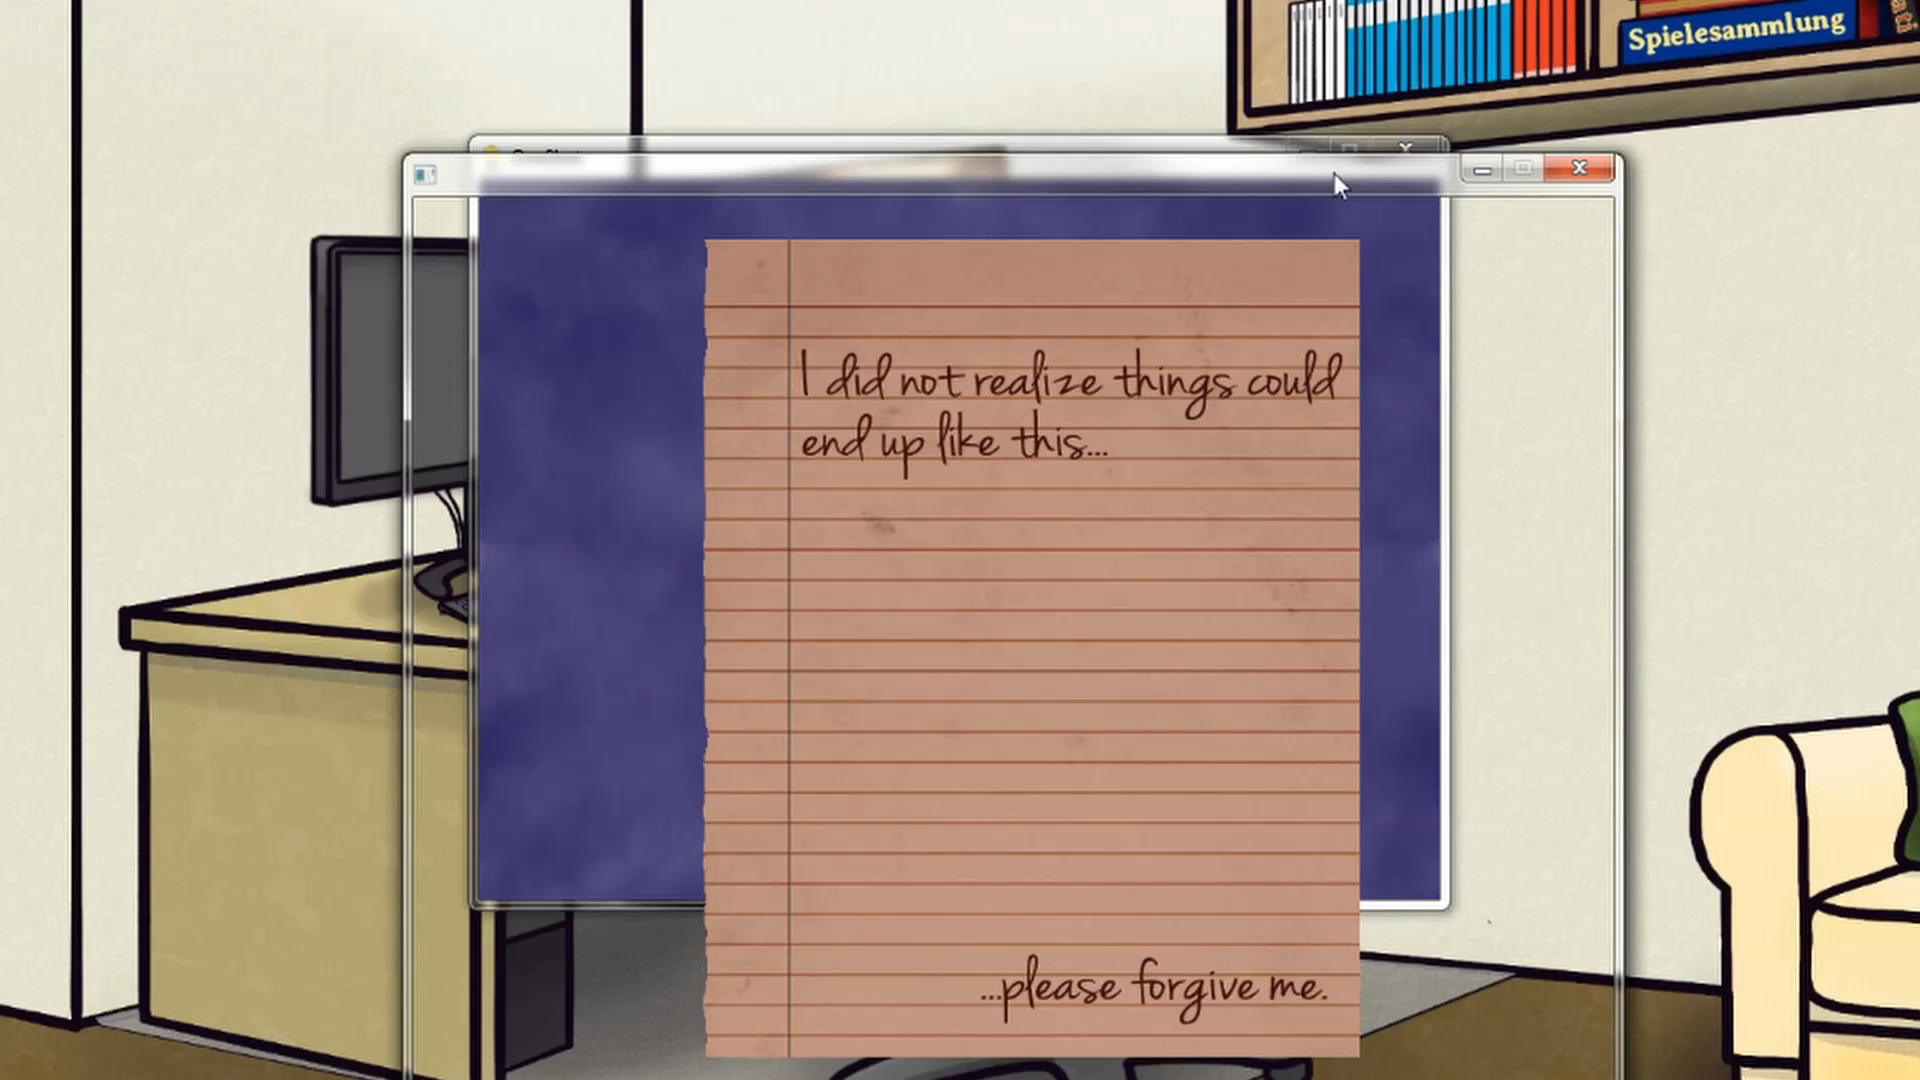 Spielesammlung
I did not realize things could
end up like this...
...please forgive me.